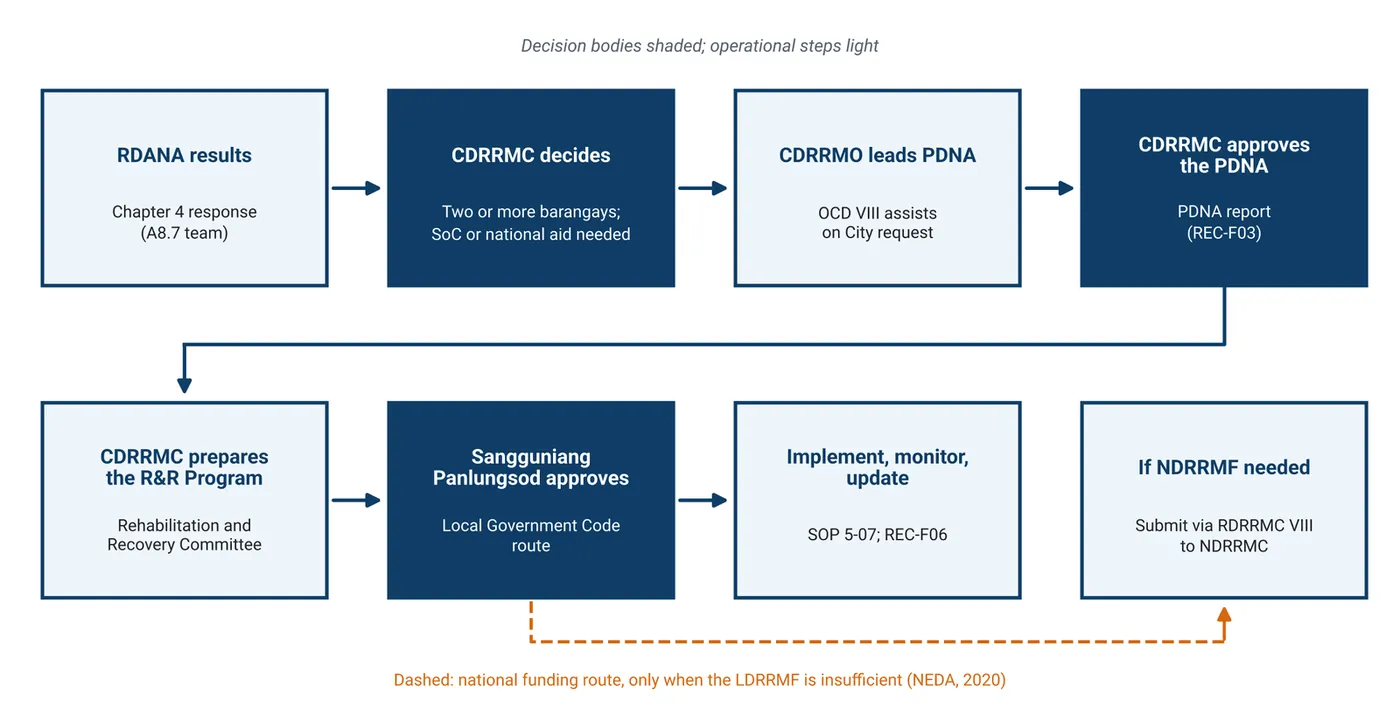 Decision bodies shaded; operational steps light
RDANA results
Chapter 4 response
(A8.7 team)
CDRRMC decides
Two or more barangays;
SoC or national aid needed
CDRRMO leads PDNA
OCD VIII assists
on City request
CDRRMC approves
the PDNA
PDNA report
(REC-F03)
CDRRMC prepares
the R&R Program
Rehabilitation and
Recovery Committee
Sangguniang
Panlungsod approves
Local Government Code
route
Implement, monitor,
update
SOP 5-07; REC-F06
If NDRRMF needed
Submit via RDRRMC VIII
to NDRRMC
Dashed: national funding route, only when the LDRRMF is insufficient (NEDA, 2020)